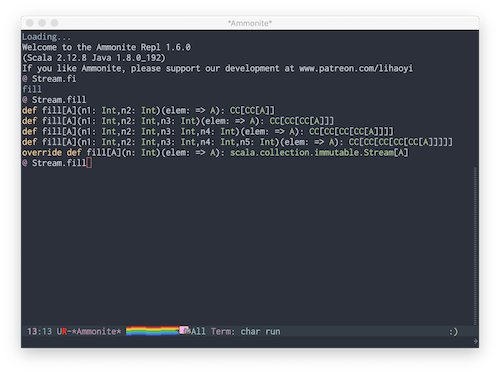 *Ammonite*
Loading...
Welcome to the Ammonite Repl 1.6.0
(Scala 2.12.8 Java 1.8.0_192)
If you like Ammonite, please support our development at www.patreon.com/lihaoyi
@ Stream.fi
fill
@ Stream.fill
def fill[A](n1: Int,n2: Int)(elem: => A): CC[CC[A]]
def fill[A](n1: Int,n2: Int,n3: Int)(elem: => A): CC[CC[CC[A]]]
def fill[A](n1: Int,n2: Int,n3: Int,n4: Int)(elem: => A): CC[CC[CC[CC[A]]]]
def fill[A](n1: Int,n2: Int,n3: Int,n4: Int,n5: Int)(elem: => A): CC[CC[CC[CC[CC[A]]]]]
override def fill[A](n: Int)(elem: => A): scala.collection.immutable.Stream[A]
@ Stream.fill
13:13 UR-*Ammonite* All Term: char run :)